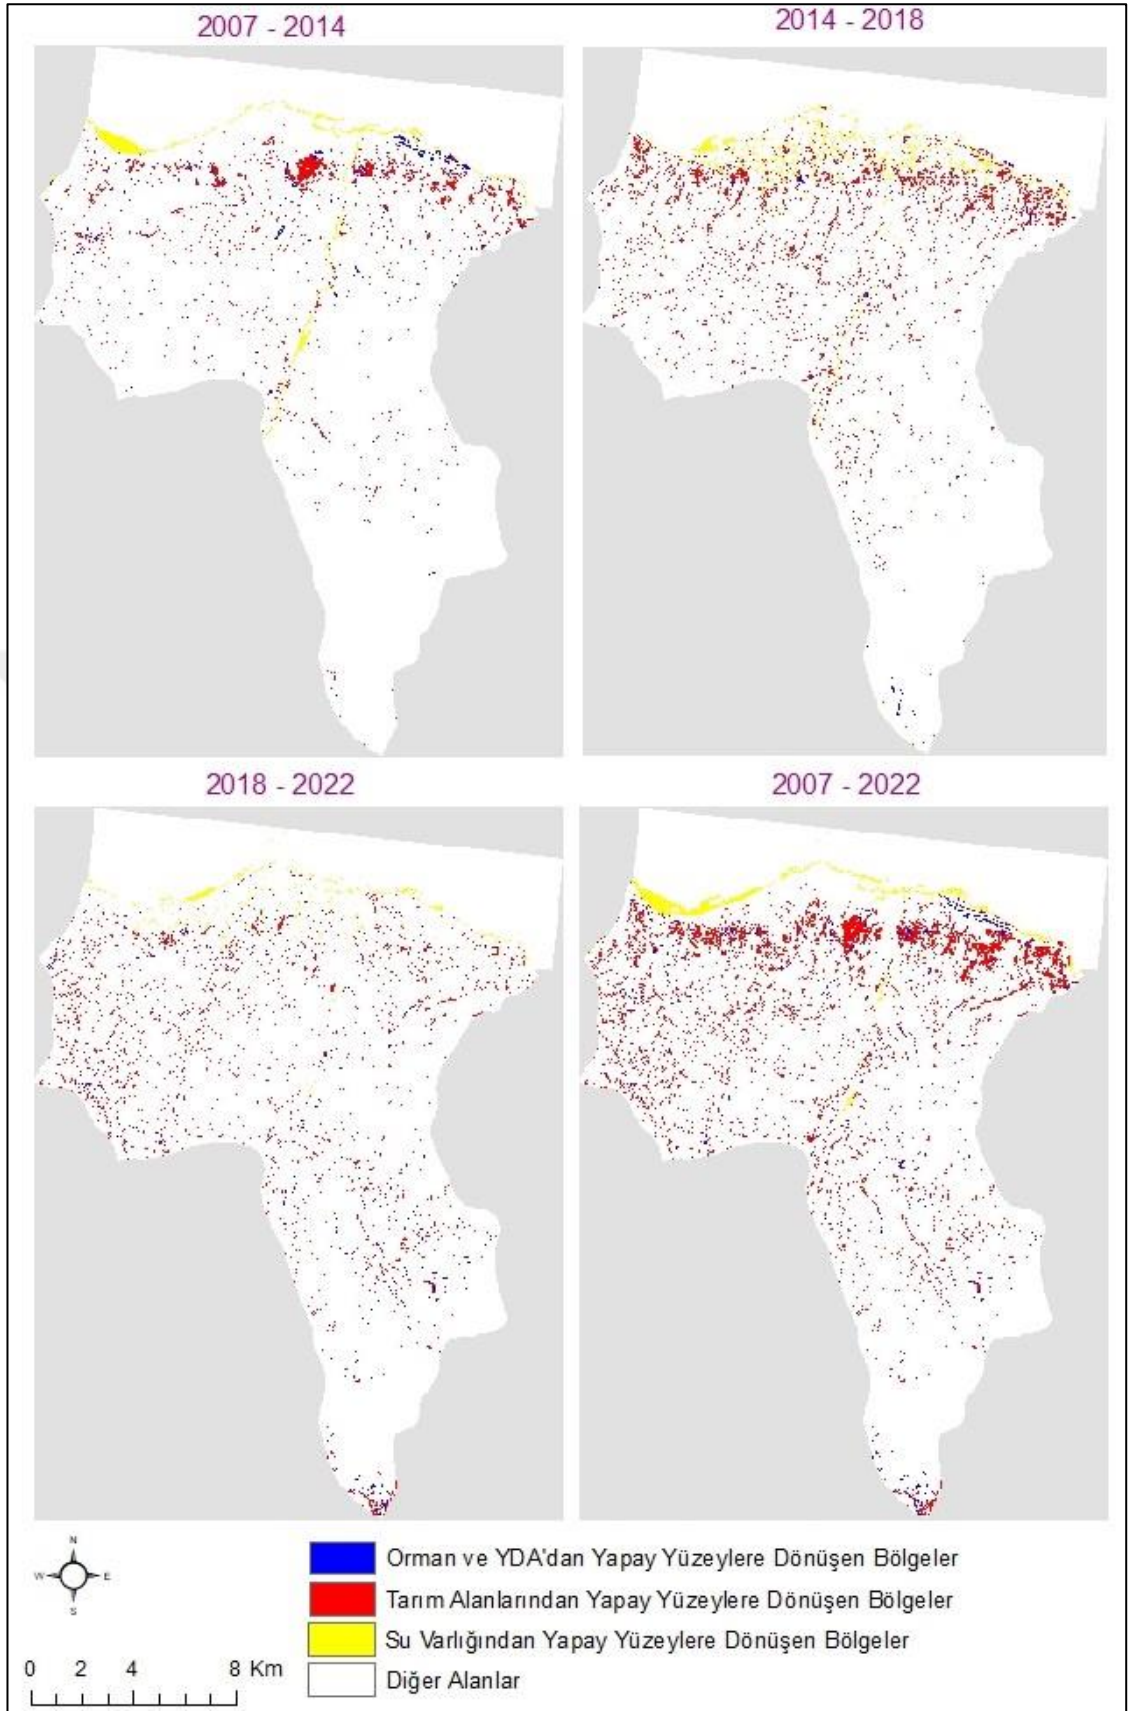 2007 - 2014
2014 - 2018
2018 - 2022
2007 - 2022
N
W E
S
Orman ve YDA'dan Yapay Yüzeylere Dönüşen Bölgeler
Tarım Alanlarından Yapay Yüzeylere Dönüşen Bölgeler
Su Varlığından Yapay Yüzeylere Dönüşen Bölgeler
Diğer Alanlar
0 2 4 8 Km